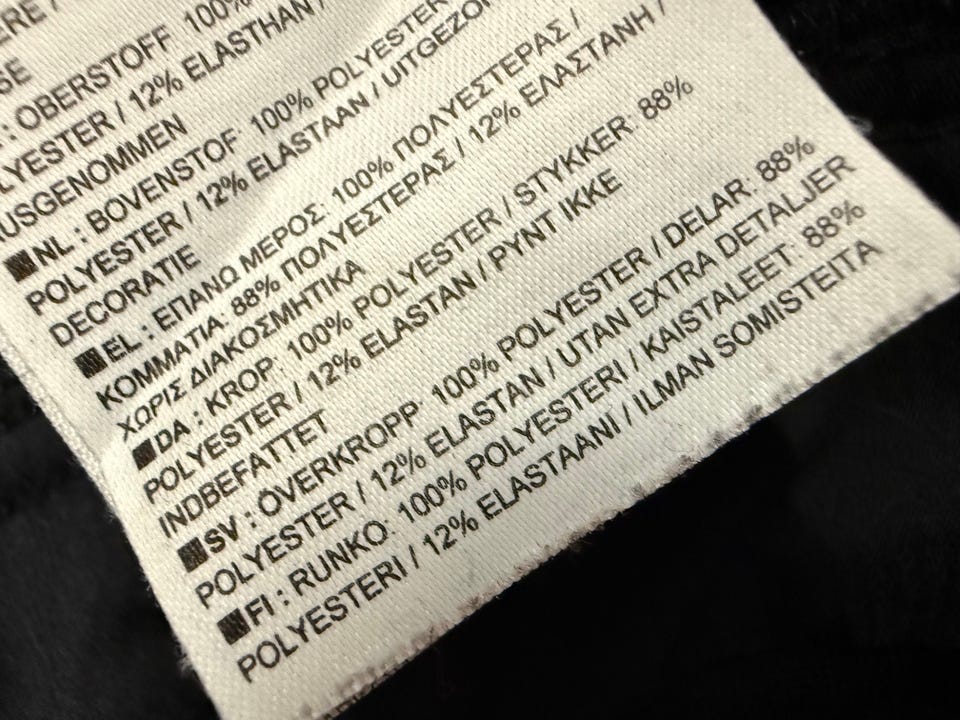 : OBERSTOFF 100%
12% ELASTHAN /
AUSGENOMMEN
NL : BOVENSTOF: 100% POLYESTER
POLYESTER / 12% ELASTAAN /
DECORATIE
EL : ΕΠΑΝΩ ΜΕΡΟΣ: 100% ΠΟΛΥΕΣΤΕΡΑΣ /
ΚΟΜΜΑΤΙΑ: 88% ΠΟΛΥΕΣΤΕΡΑΣ / 12% ΕΛΑΣΤΑΝΗ /
ΧΩΡΙΣ ΔΙΑΚΟΣΜΗΤΙΚΑ
DA : KROP: 100% POLYESTER / STYKKER: 88%
POLYESTER / 12% ELASTAN / PYNT IKKE
INDBEFATTET
SV : ÖVERKROPP: 100% POLYESTER / DELAR: 88%
POLYESTER / 12% ELASTAN / UTAN EXTRA DETALJER
FI : RUNKO: 100% POLYESTERI / KAISTALEET: 88%
POLYESTERI / 12% ELASTAANI / ILMAN SOMISTEITA